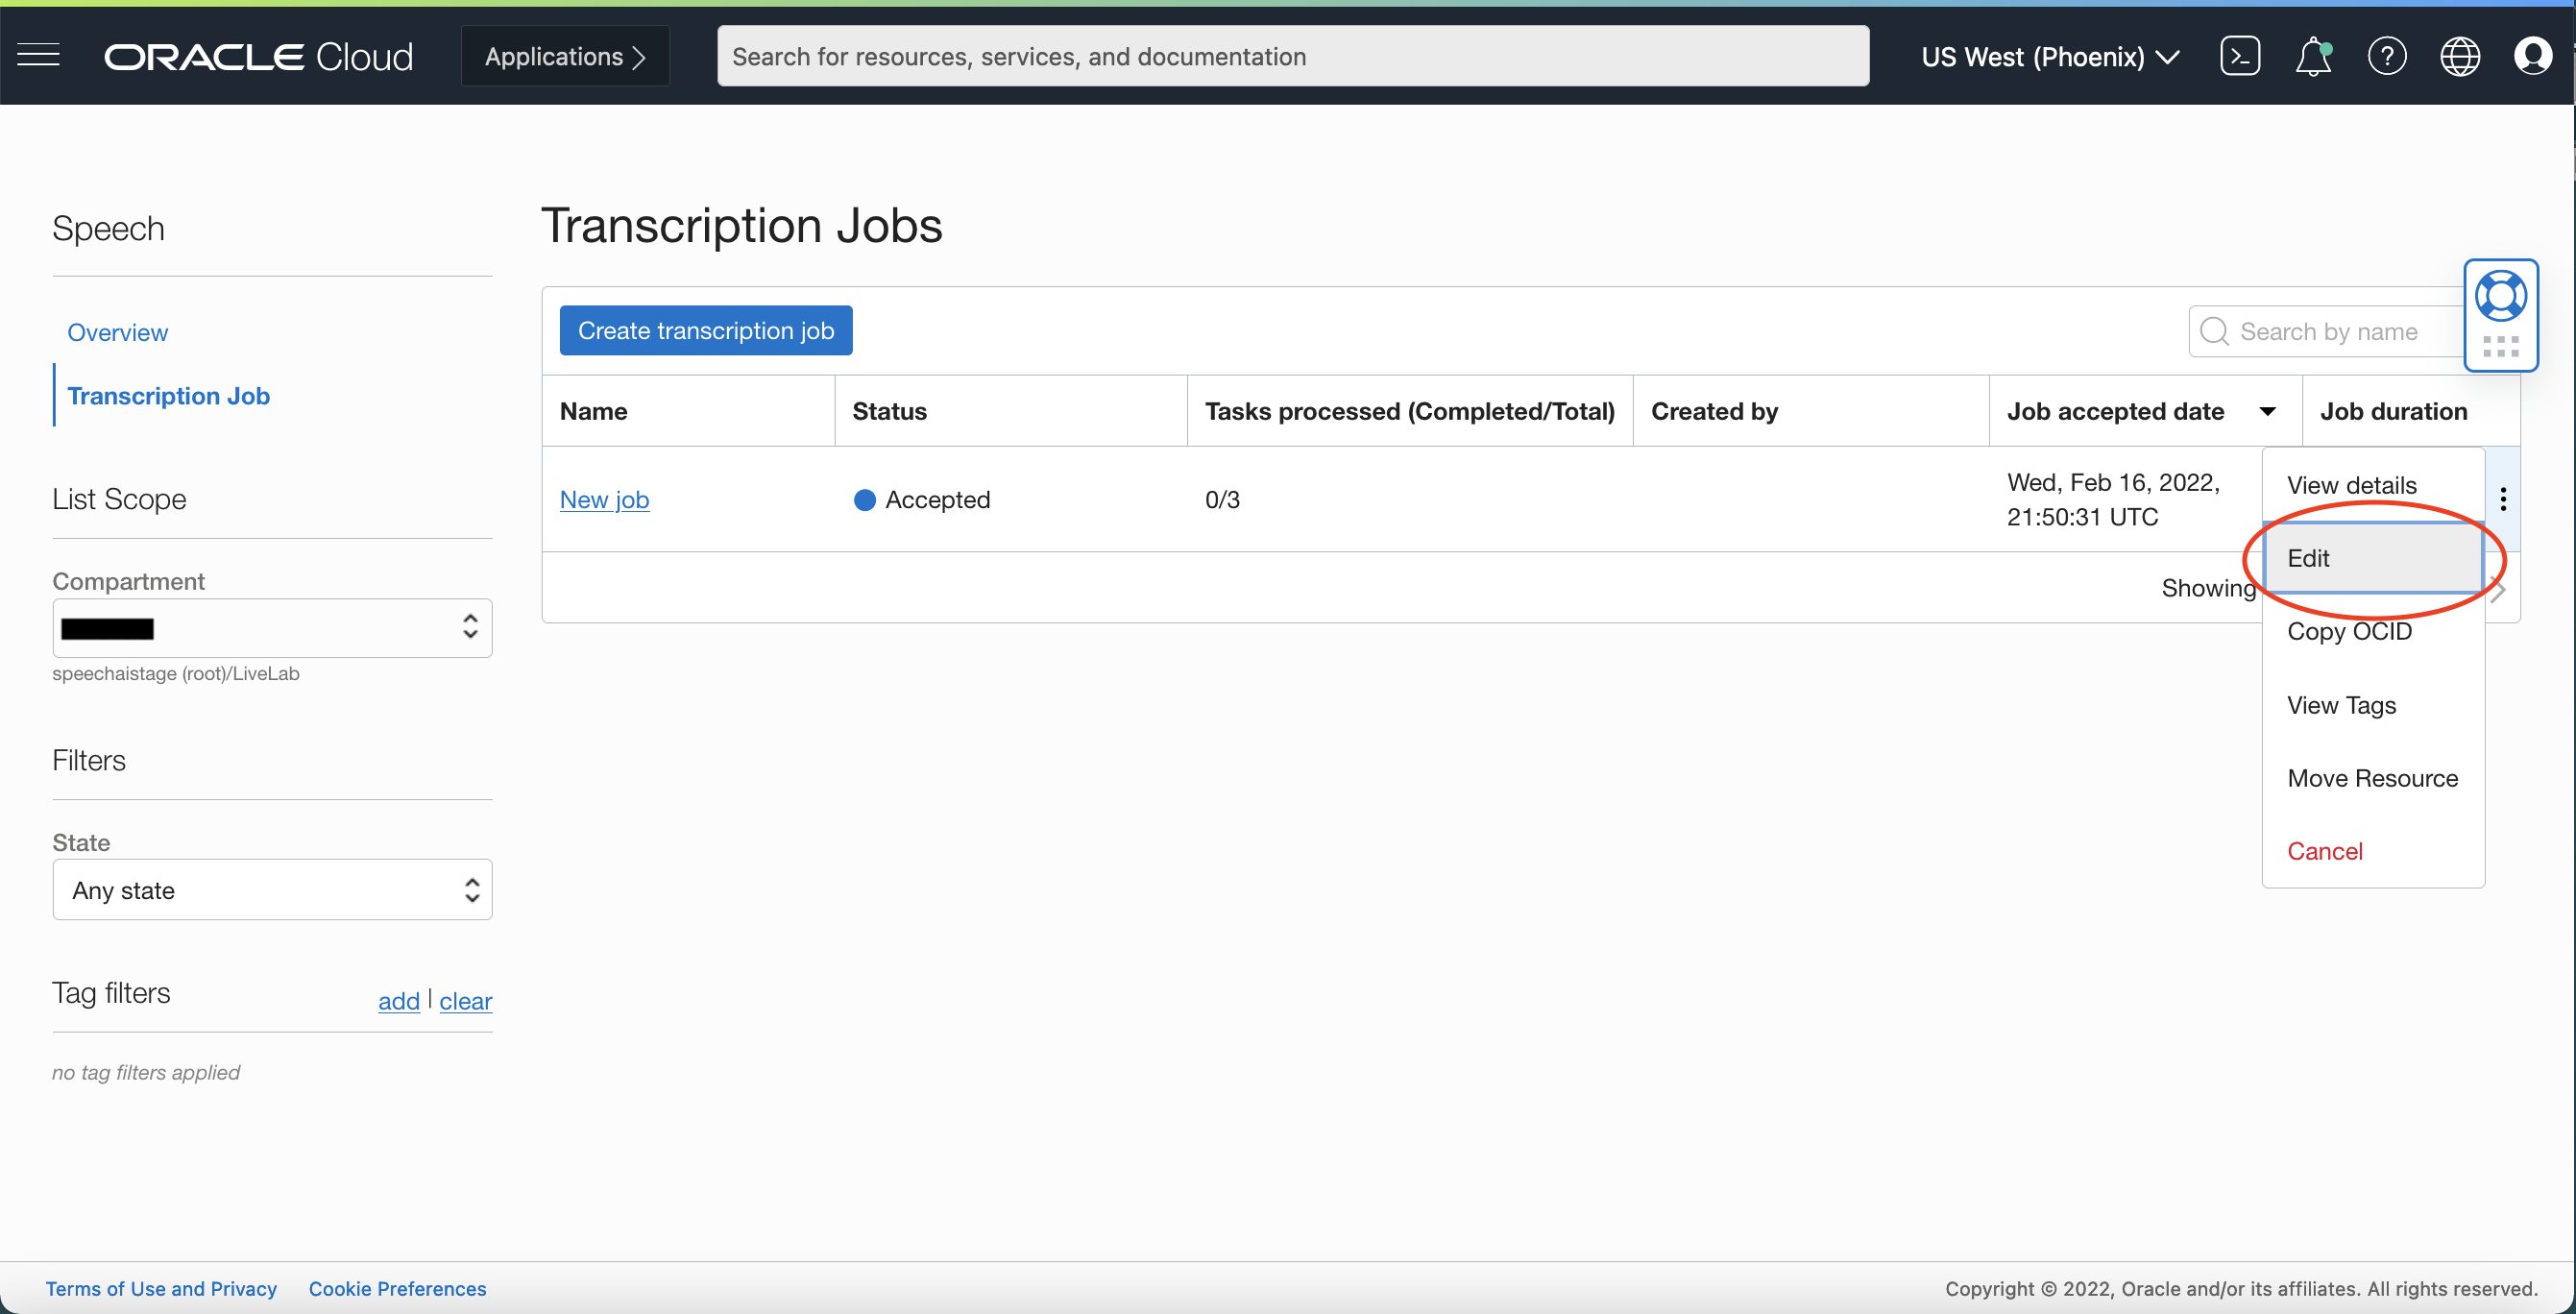 ORACLE Cloud
Applications
Search for resources, services, and documentation
US West (Phoenix)
Speech
Overview
Transcription Job
List Scope
Compartment
speechaistage (root)/LiveLab
Filters
State
Any state
Tag filters
add | clear
no tag filters applied
Transcription Jobs
Create transcription job
Search by name
Name Status Tasks processed (Completed/Total) Created by Job accepted date Job duration
New job Accepted 0/3 Wed, Feb 16, 2022,
21:50:31 UTC
Showing
View details
Edit
Copy OCID
View Tags
Move Resource
Cancel
Terms of Use and Privacy Cookie Preferences
Copyright © 2022, Oracle and/or its affiliates. All rights reserved.